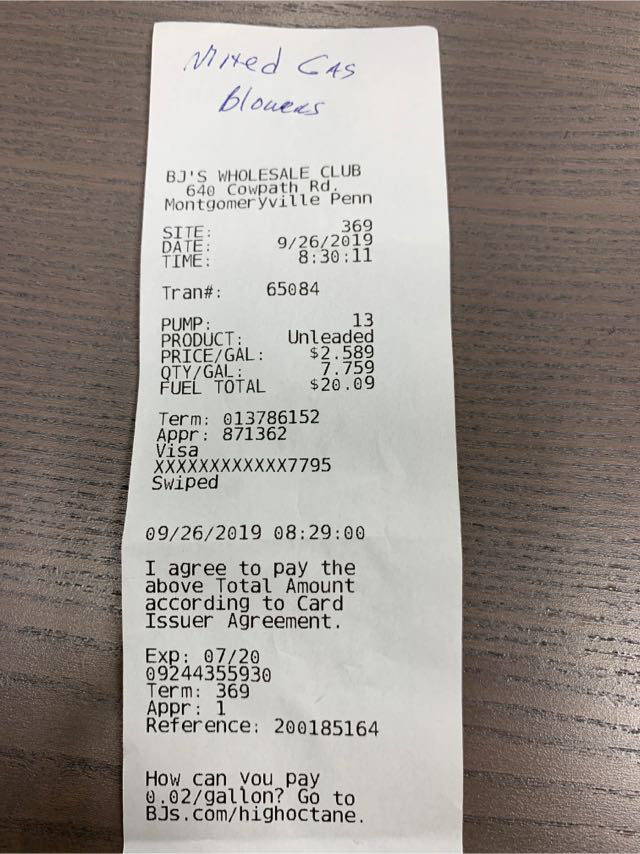 Mixed Gas
blowers
BJ'S WHOLESALE CLUB
640 Cowpath Rd.
Montgomeryville Penn
SITE: 369
DATE: 9/26/2019
TIME: 8:30:11
Tran#: 65084
PUMP: 13
PRODUCT: Unleaded
PRICE/GAL: $2.589
QTY/GAL: 7.759
FUEL TOTAL $20.09
Term: 013786152
Appr: 871362
Visa
XXXXXXXXXXXX7795
Swiped
09/26/2019 08:29:00
I agree to pay the
above Total Amount
according to Card
Issuer Agreement.
Exp: 07/20
09244355930
Term: 369
Appr: 1
Reference: 200185164
How can you pay
0.02/gallon? Go to
BJs.com/highoctane.